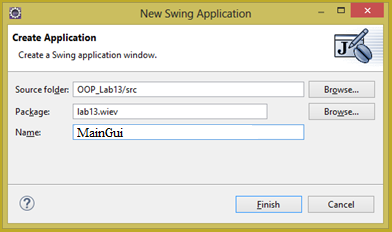 New Swing Application
Create Application
Create a Swing application window.
Source folder: OOP_Lab13/src Browse...
Package: lab13.wiev Browse...
Name: MainGui
Finish Cancel